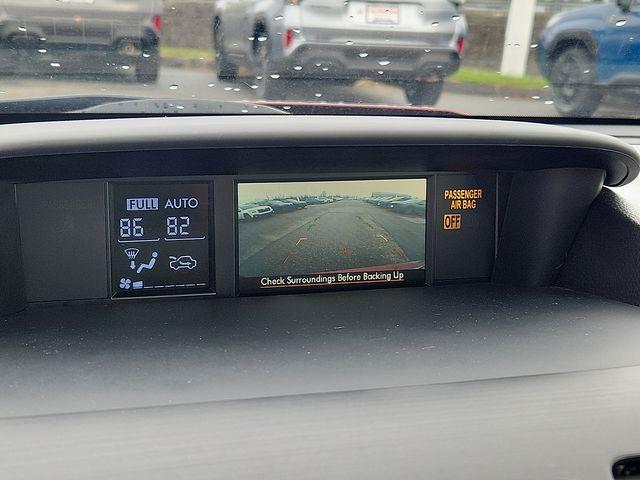 FULL AUTO
86 82
Check Surroundings Before Backing Up
PASSENGER
AIR BAG
OFF